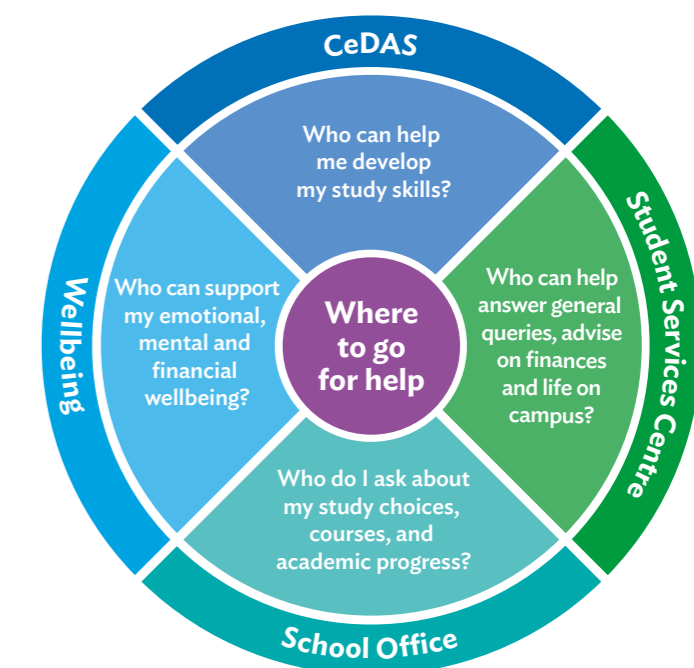 CeDAS
Who can help
me develop
my study skills?
Student Services Centre
Who can help
answer general
queries, advise
on finances
and life on
campus?
School Office
Who do I ask about
my study choices,
courses, and
academic progress?
Wellbeing
Who can support
my emotional,
mental and
financial
wellbeing?
Where
to go
for help